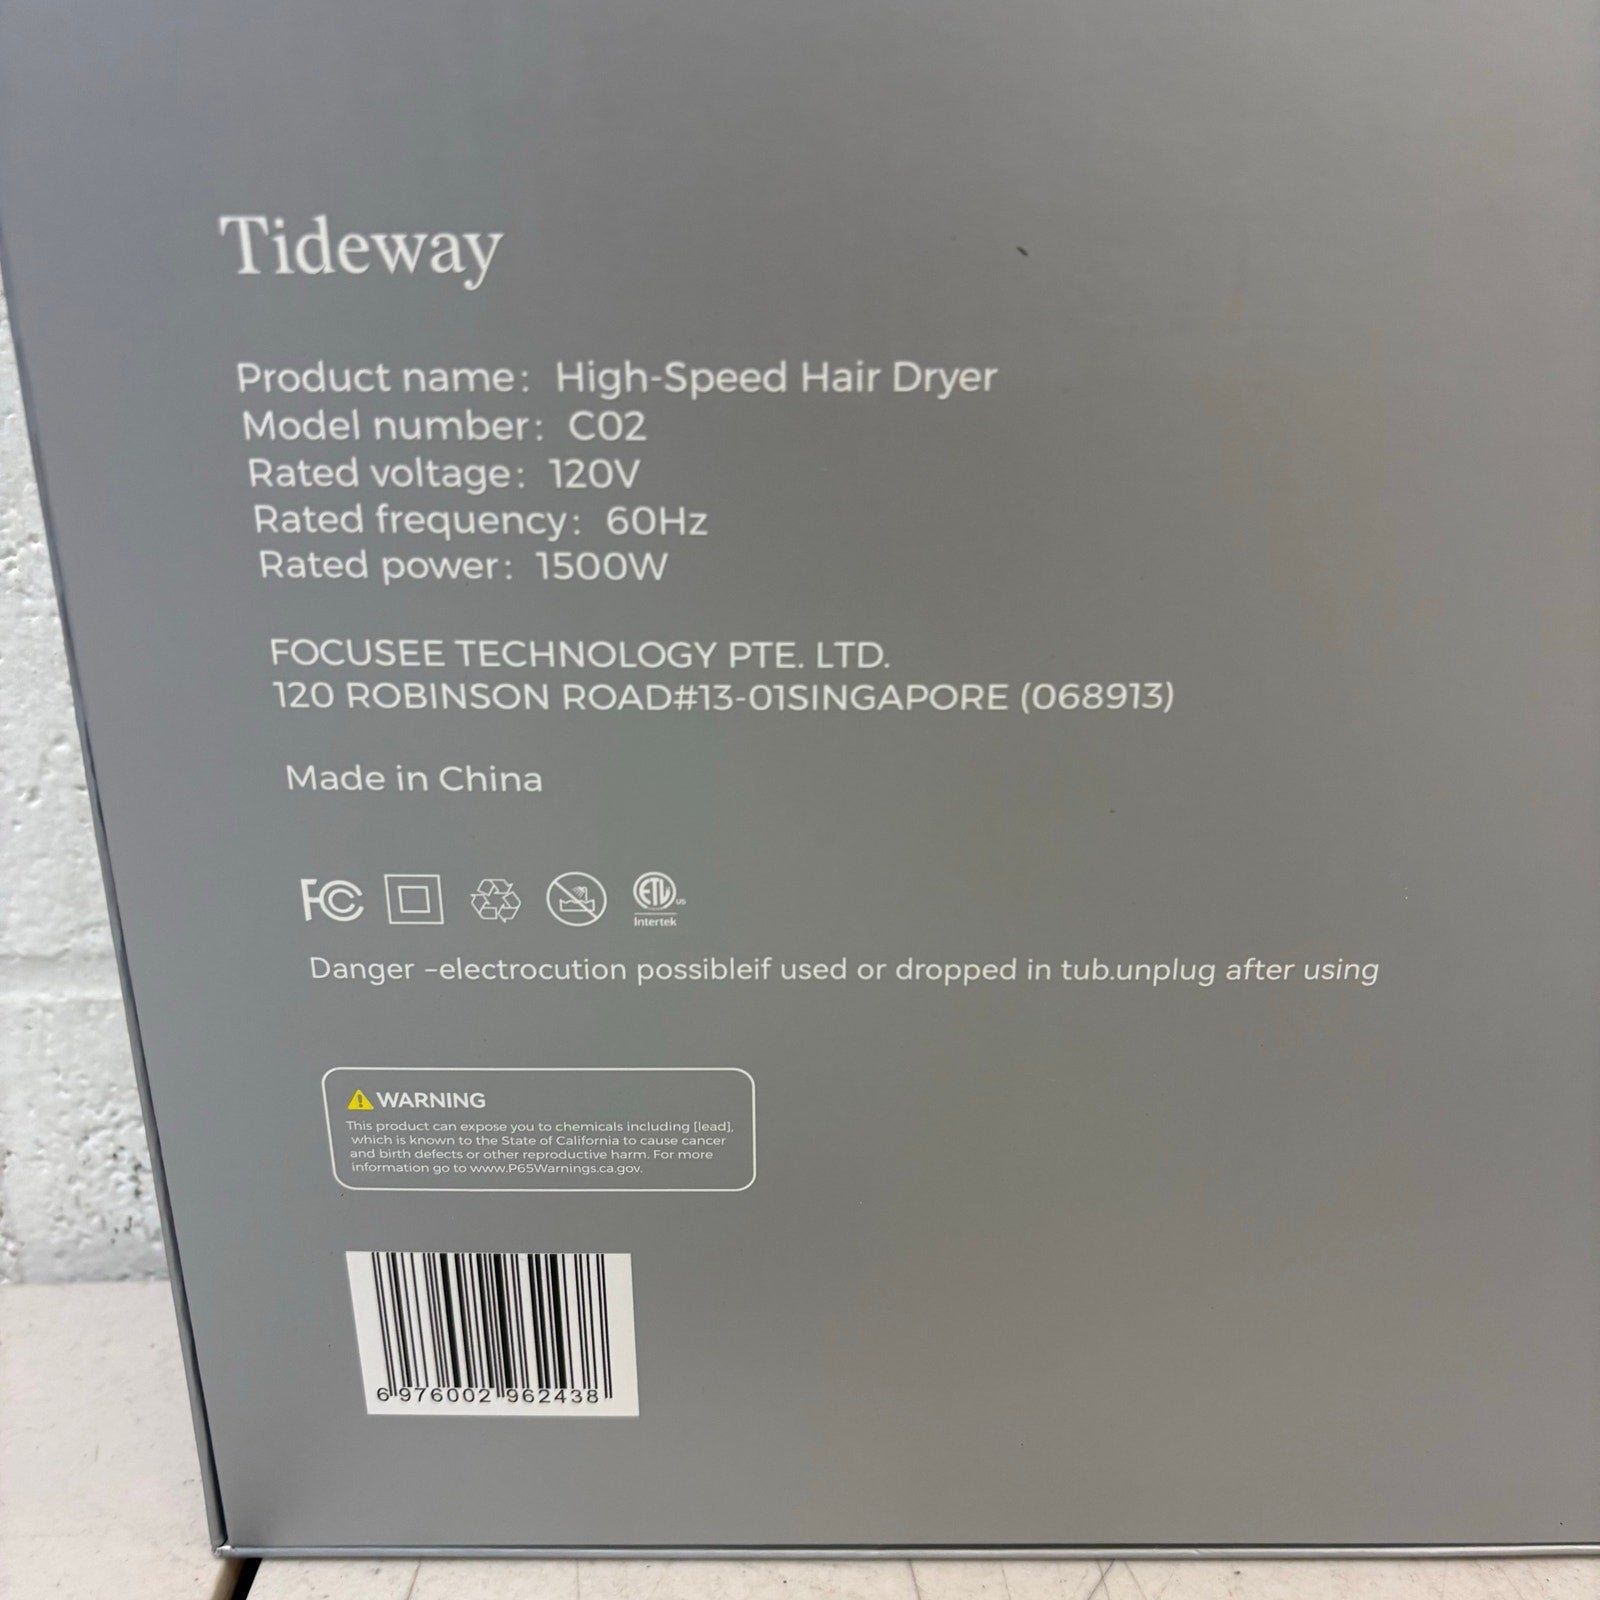 Tideway
Product name: High-Speed Hair Dryer
Model number: C02
Rated voltage: 120V
Rated frequency: 60Hz
Rated power: 1500W
FOCUSEE TECHNOLOGY PTE. LTD.
120 ROBINSON ROAD#13-01SINGAPORE (068913)
Made in China
FC ETL US
Intertek
Danger -electrocution possibleif used or dropped in tub.unplug after using
WARNING
This product can expose you to chemicals including [lead],
which is known to the State of California to cause cancer
and birth defects or other reproductive harm. For more
information go to www.P65Warnings.ca.gov.
6 976002 962438